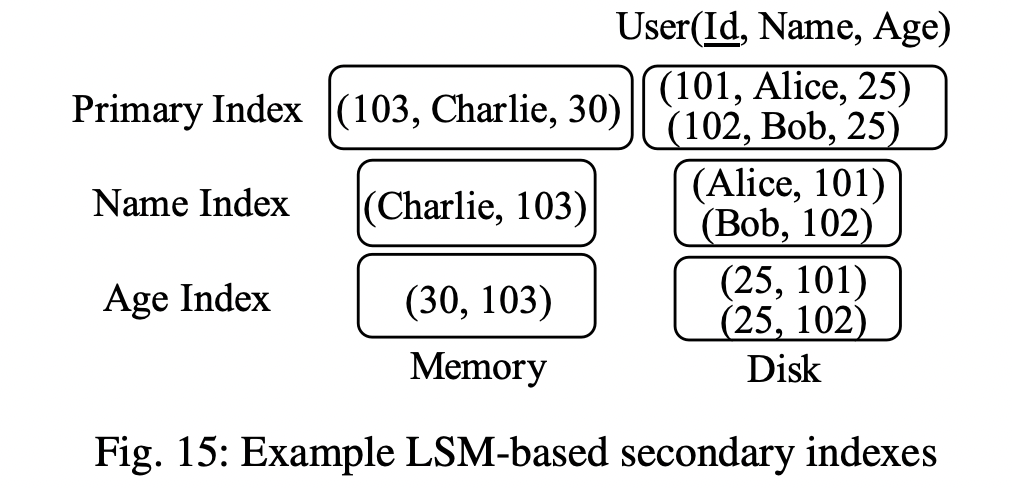 User(Id, Name, Age)
Primary Index (103, Charlie, 30) (101, Alice, 25)
(102, Bob, 25)
Name Index (Charlie, 103) (Alice, 101)
(Bob, 102)
Age Index (30, 103) (25, 101)
(25, 102)
Memory Disk
Fig. 15: Example LSM-based secondary indexes